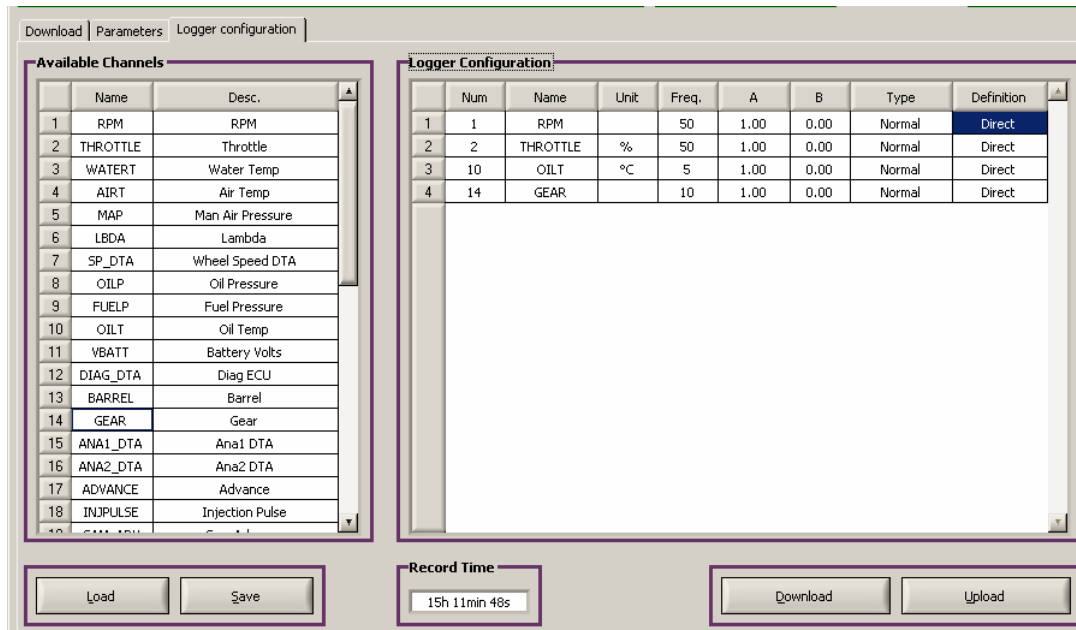 Download Parameters Logger configuration
Available Channels
Name Desc.
1 RPM RPM
2 THROTTLE Throttle
3 WATERT Water Temp
4 AIRT Air Temp
5 MAP Man Air Pressure
6 LBDA Lambda
7 SP_DTA Wheel Speed DTA
8 OILP Oil Pressure
9 FUELP Fuel Pressure
10 OILT Oil Temp
11 VBATT Battery Volts
12 DIAG_DTA Diag ECU
13 BARREL Barrel
14 GEAR Gear
15 ANA1_DTA Ana1 DTA
16 ANA2_DTA Ana2 DTA
17 ADVANCE Advance
18 INJPULSE Injection Pulse
Logger Configuration
Num Name Unit Freq. A B Type Definition
1 1 RPM 50 1.00 0.00 Normal Direct
2 2 THROTTLE % 50 1.00 0.00 Normal Direct
3 10 OILT °C 5 1.00 0.00 Normal Direct
4 14 GEAR 10 1.00 0.00 Normal Direct
Load Save
Record Time
15h 11min 48s
Download Upload